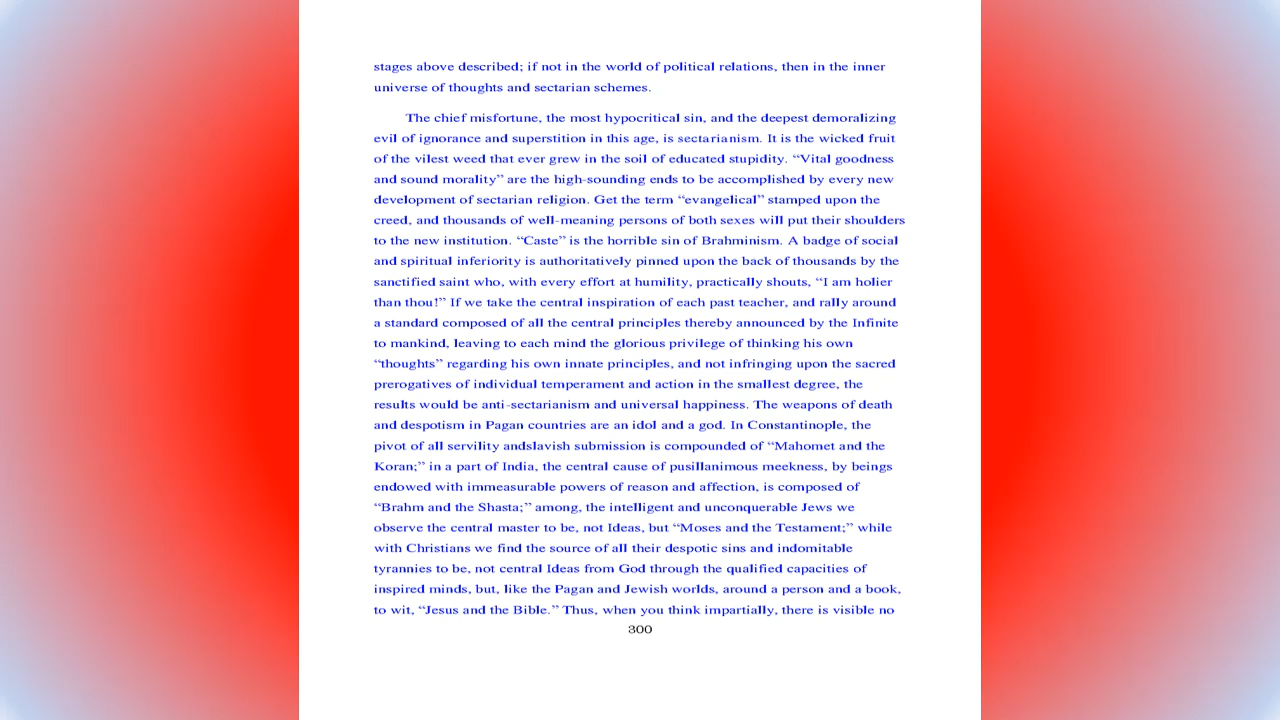 stages above described; if not in the world of political relations, then in the inner
universe of thoughts and sectarian schemes.
The chief misfortune, the most hypocritical sin, and the deepest demoralizing
evil of ignorance and superstition in this age, is sectarianism. It is the wicked fruit
of the vilest weed that ever grew in the soil of educated stupidity. “Vital goodness
and sound morality” are the high-sounding ends to be accomplished by every new
development of sectarian religion. Get the term “evangelical” stamped upon the
creed, and thousands of well-meaning persons of both sexes will put their shoulders
to the new institution. “Caste” is the horrible sin of Brahminism. A badge of social
and spiritual inferiority is authoritatively pinned upon the back of thousands by the
sanctified saint who, with every effort at humility, practically shouts, “I am holier
than thou!” If we take the central inspiration of each past teacher, and rally around
a standard composed of all the central principles thereby announced by the Infinite
to mankind, leaving to each mind the glorious privilege of thinking his own
“thoughts” regarding his own innate principles, and not infringing upon the sacred
prerogatives of individual temperament and action in the smallest degree, the
results would be anti-sectarianism and universal happiness. The weapons of death
and despotism in Pagan countries are an idol and a god. In Constantinople, the
pivot of all servility andslavish submission is compounded of “Mahomet and the
Koran;” in a part of India, the central cause of pusillanimous meekness, by beings
endowed with immeasurable powers of reason and affection, is composed of
“Brahm and the Shasta;” among, the intelligent and unconquerable Jews we
observe the central master to be, not Ideas, but “Moses and the Testament;” while
with Christians we find the source of all their despotic sins and indomitable
tyrannies to be, not central Ideas from God through the qualified capacities of
inspired minds, but, like the Pagan and Jewish worlds, around a person and a book,
to wit, “Jesus and the Bible.” Thus, when you think impartially, there is visible no
300